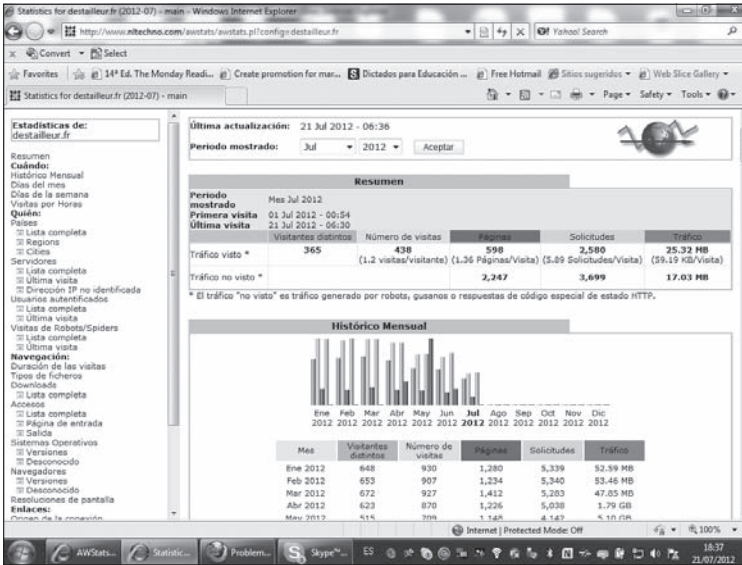 Statistics for destailleur.fr (2012-07) - main - Windows Internet Explorer
http://www.nltechno.com/awstats/awstats.pl?config=destailleur.fr
Yahoo! Search
x Convert Select
Favorites 14ª Ed. The Monday Readi... Create promotion for mar... Dictados para Educación ... Free Hotmail Sitios sugeridos Web Slice Gallery
Statistics for destailleur.fr (2012-07) - main
Page Safety Tools
Estadísticas de:
destailleur.fr
Resumen
Cuándo:
Histórico Mensual
Días del mes
Días de la semana
Visitas por Horas
Quién:
Países
Lista completa
Regions
Cities
Servidores
Lista completa
Última visita
Dirección IP no identificada
Usuarios autentificados
Lista completa
Última visita
Visitas de Robots/Spiders
Lista completa
Última visita
Navegación:
Duración de las visitas
Tipos de ficheros
Downloads
Lista completa
Accesos
Lista completa
Página de entrada
Salida
Sistemas Operativos
Versiones
Desconocido
Navegadores
Versiones
Desconocido
Resoluciones de pantalla
Enlaces:
Origen de la conexión
Última actualización: 21 Jul 2012 - 06:36
Periodo mostrado: Jul 2012 Aceptar
Resumen
Periodo mostrado Mes Jul 2012
Primera visita 01 Jul 2012 - 00:54
Última visita 21 Jul 2012 - 06:30
Visitantes distintos Número de visitas Páginas Solicitudes Tráfico
Tráfico visto * 365 438 598 2,580 25.32 MB
(1.2 visitas/visitante) (1.36 Páginas/Visita) (5.89 Solicitudes/Visita) (59.19 KB/Visita)
Tráfico no visto * 2,247 3,699 17.03 MB
* El tráfico "no visto" es tráfico generado por robots, gusanos o respuestas de código especial de estado HTTP.
Histórico Mensual
Ene Feb Mar Abr May Jun Jul Ago Sep Oct Nov Dic
2012 2012 2012 2012 2012 2012 2012 2012 2012 2012 2012 2012
Mes Visitantes distintos Número de visitas Páginas Solicitudes Tráfico
Ene 2012 648 930 1,280 5,339 52.59 MB
Feb 2012 653 907 1,234 5,340 53.46 MB
Mar 2012 672 927 1,412 5,283 47.85 MB
Abr 2012 623 870 1,226 5,038 1.79 GB
May 2012 515 709 1,148 4,142 5.10 GB
Internet | Protected Mode: Off 100%
AWStats... Statistic... Problem... Skype™... ES 18:37
21/07/2012